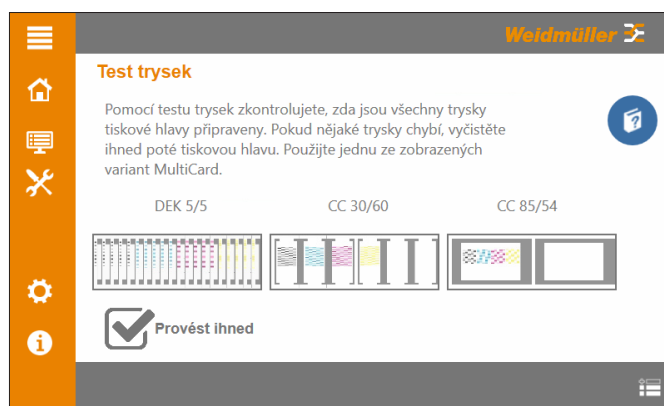 Weidmüller
Test trysek
Pomocí testu trysek zkontrolujete, zda jsou všechny trysky
tiskové hlavy připraveny. Pokud nějaké trysky chybí, vyčistěte
ihned poté tiskovou hlavu. Použijte jednu ze zobrazených
variant MultiCard.
DEK 5/5 CC 30/60 CC 85/54
Provést ihned